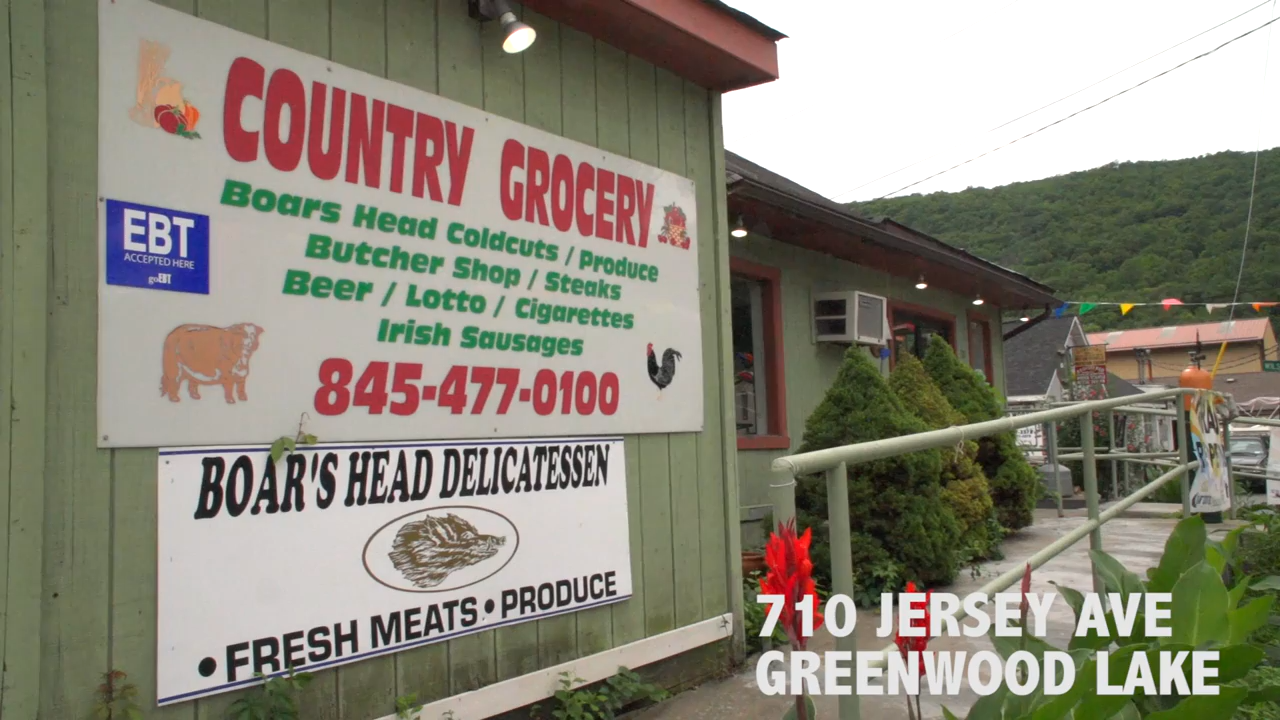 COUNTRY GROCERY
Boars Head Coldcuts / Produce
Butcher Shop / Steaks
Beer / Lotto / Cigarettes
Irish Sausages
845-477-0100
EBT
ACCEPTED HERE
goEBT
BOAR'S HEAD DELICATESSEN
• FRESH MEATS • PRODUCE
710 JERSEY AVE
GREENWOOD LAKE